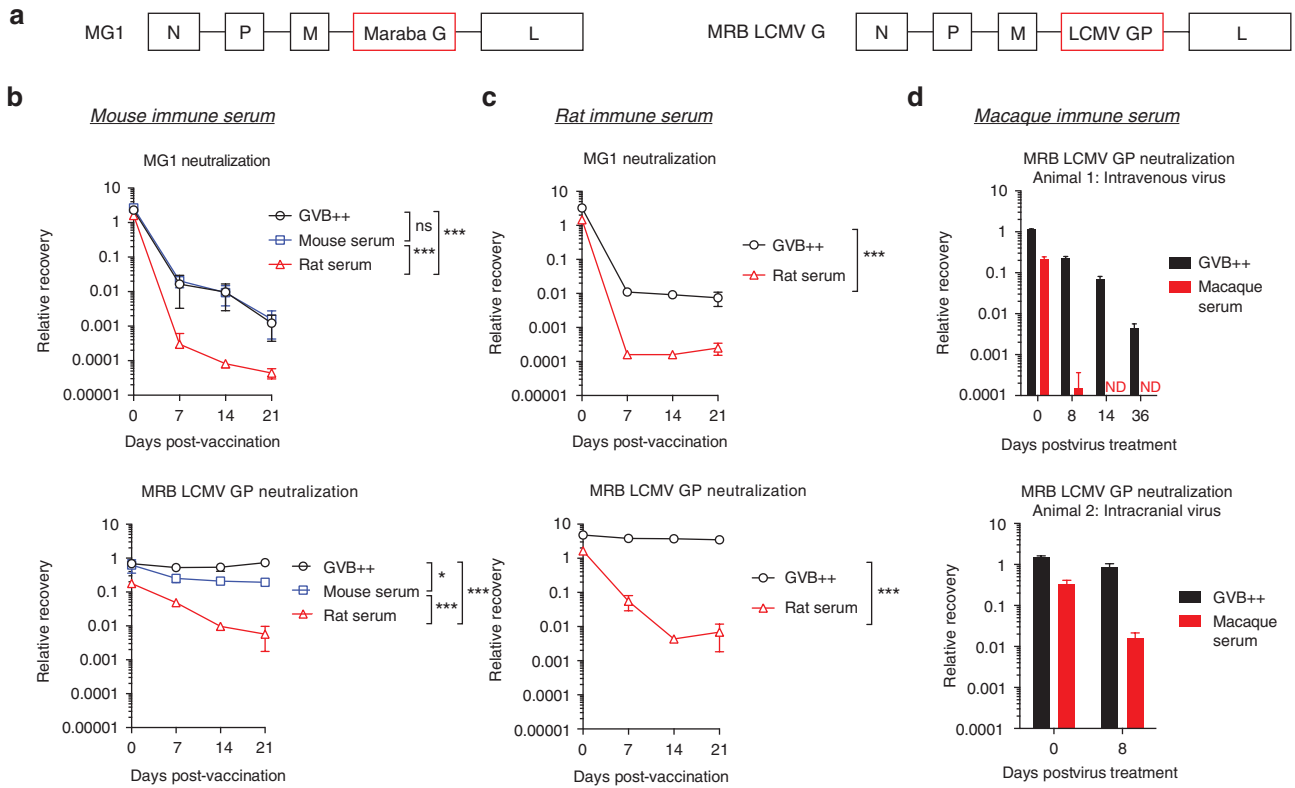 a
MG1 N P M Maraba G L
MRB LCMV G N P M LCMV GP L
b
Mouse immune serum
MG1 neutralization
Relative recovery
10
1
0.1
0.01
0.001
0.0001
0.00001
0 7 14 21
Days post-vaccination
GVB++
Mouse serum
Rat serum
ns
***
***
MRB LCMV GP neutralization
Relative recovery
10
1
0.1
0.01
0.001
0.0001
0.00001
0 7 14 21
Days post-vaccination
GVB++
Mouse serum
Rat serum
*
***
***
c
Rat immune serum
MG1 neutralization
Relative recovery
10
1
0.1
0.01
0.001
0.0001
0.00001
0 7 14 21
Days post-vaccination
GVB++
Rat serum
***
MRB LCMV GP neutralization
Relative recovery
10
1
0.1
0.01
0.001
0.0001
0.00001
0 7 14 21
Days post-vaccination
GVB++
Rat serum
***
d
Macaque immune serum
MRB LCMV GP neutralization
Animal 1: Intravenous virus
Relative recovery
10
1
0.1
0.01
0.001
0.0001
ND ND
0 8 14 36
Days postvirus treatment
GVB++
Macaque
serum
MRB LCMV GP neutralization
Animal 2: Intracranial virus
Relative recovery
10
1
0.1
0.01
0.001
0.0001
0 8
Days postvirus treatment
GVB++
Macaque
serum